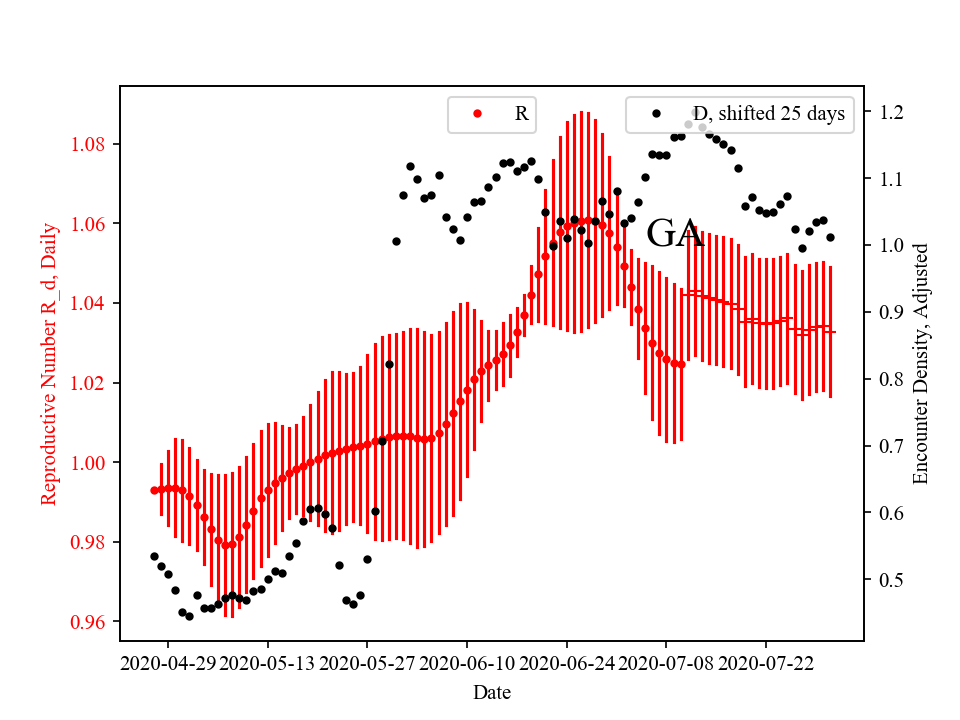 R
D, shifted 25 days
1.08
1.06
1.04
1.02
1.00
0.98
0.96
Reproductive Number R_d, Daily
GA
1.2
1.1
1.0
0.9
0.8
0.7
0.6
0.5
Encounter Density, Adjusted
2020-04-29 2020-05-13 2020-05-27 2020-06-10 2020-06-24 2020-07-08 2020-07-22
Date